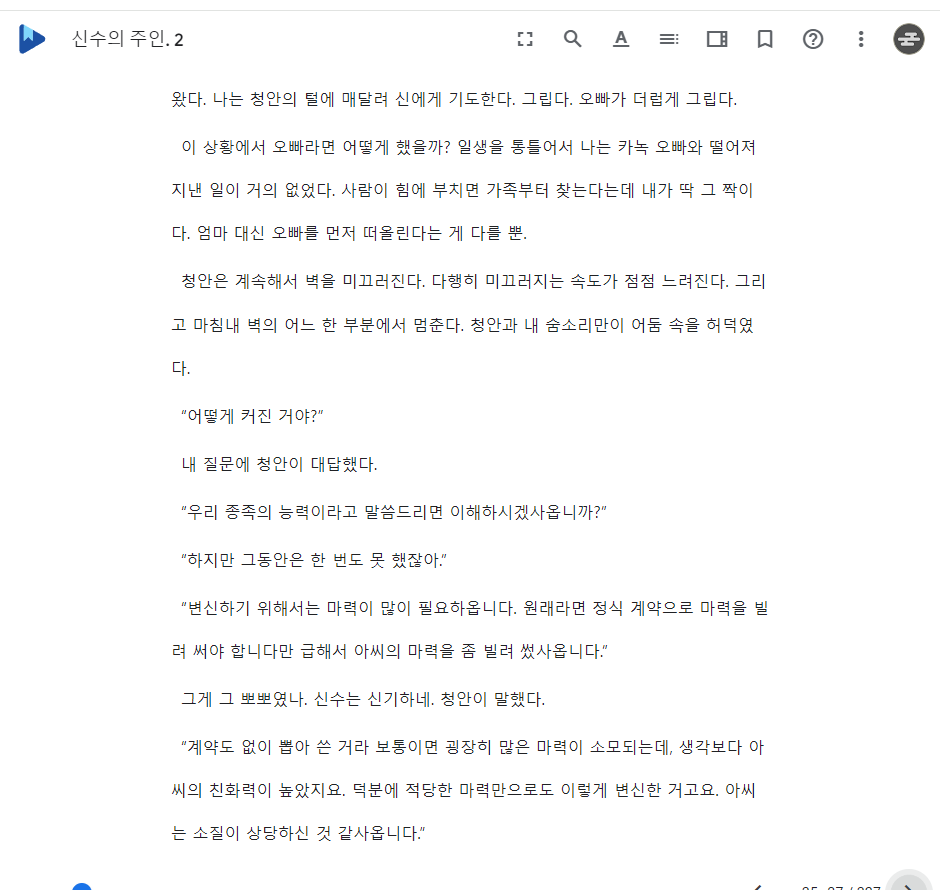 신수의 주인. 2
왔다. 나는 청안의 털에 매달려 신에게 기도한다. 그립다. 오빠가 더럽게 그립다.
이 상황에서 오빠라면 어떻게 했을까? 일생을 통틀어서 나는 카녹 오빠와 떨어져
지낸 일이 거의 없었다. 사람이 힘에 부치면 가족부터 찾는다는데 내가 딱 그 짝이
다. 엄마 대신 오빠를 먼저 떠올린다는 게 다를 뿐.
청안은 계속해서 벽을 미끄러진다. 다행히 미끄러지는 속도가 점점 느려진다. 그리
고 마침내 벽의 어느 한 부분에서 멈춘다. 청안과 내 숨소리만이 어둠 속을 허덕였
다.
“어떻게 커진 거야?”
내 질문에 청안이 대답했다.
“우리 종족의 능력이라고 말씀드리면 이해하시겠사옵니까?”
“하지만 그동안은 한 번도 못 했잖아.”
“변신하기 위해서는 마력이 많이 필요하옵니다. 원래라면 정식 계약으로 마력을 빌
려 써야 합니다만 급해서 아씨의 마력을 좀 빌려 썼사옵니다.”
그게 그 뽀뽀였나. 신수는 신기하네. 청안이 말했다.
“계약도 없이 뽑아 쓴 거라 보통이면 굉장히 많은 마력이 소모되는데, 생각보다 아
씨의 친화력이 높았지요. 덕분에 적당한 마력만으로도 이렇게 변신한 거고요. 아씨
는 소질이 상당하신 것 같사옵니다.”